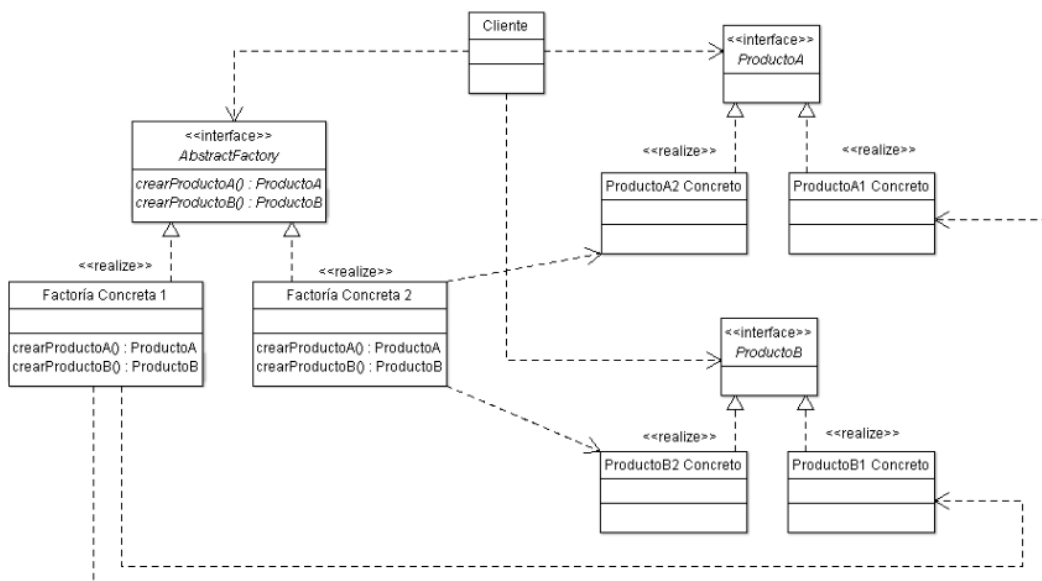 Cliente
<<interface>>
ProductoA
<<interface>>
AbstractFactory
crearProductoA() : ProductoA
crearProductoB() : ProductoB
<<realize>>
<<realize>>
ProductoA2 Concreto
ProductoA1 Concreto
<<realize>>
<<realize>>
Factoría Concreta 1
crearProductoA() : ProductoA
crearProductoB() : ProductoB
Factoría Concreta 2
crearProductoA() : ProductoA
crearProductoB() : ProductoB
<<interface>>
ProductoB
<<realize>>
<<realize>>
ProductoB2 Concreto
ProductoB1 Concreto